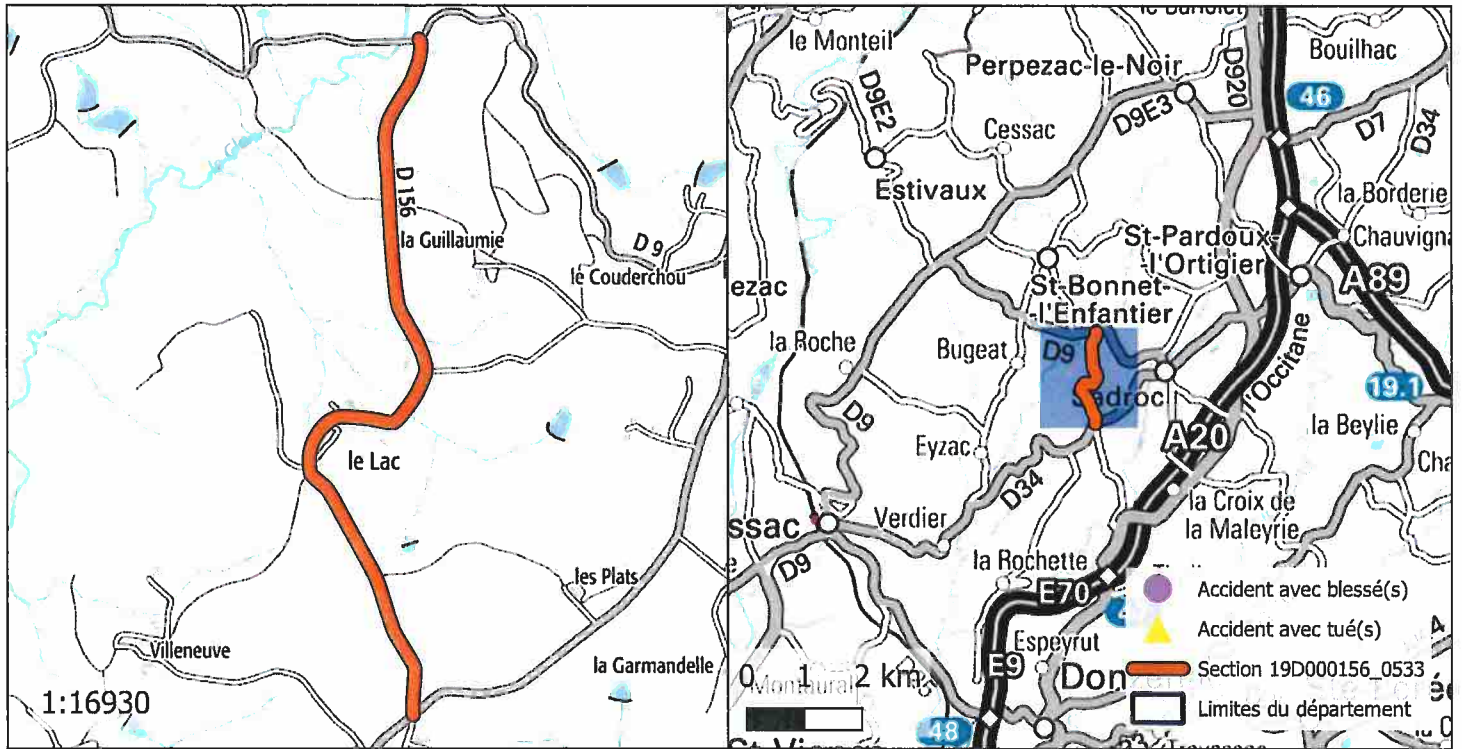 D 156
la Guillaumie
D 9
le Couderchou
le Lac
les Plats
Villeneuve
la Garmandelle
1:16930
le Monteil
Bouilhac
Perpezac-le-Noir
D920
46
D9E2
D9E3
D7
D34
Cessac
Estivaux
la Borderie
St-Pardoux-
-l'Ortigier
Chauvigna
ezac
St-Bonnet-
-l'Enfantier
A89
la Roche
Bugeat
D9
l'Occitane
19.1
Sadroc
D9
A20
la Beylie
Eyzac
Cha
D34
la Croix de
la Maleyrie
ssac
Verdier
D9
la Rochette
E70
Espeyrut
E9
Don
48
0 1 2 km
Accident avec blessé(s)
Accident avec tué(s)
Section 19D000156_0533
Limites du département